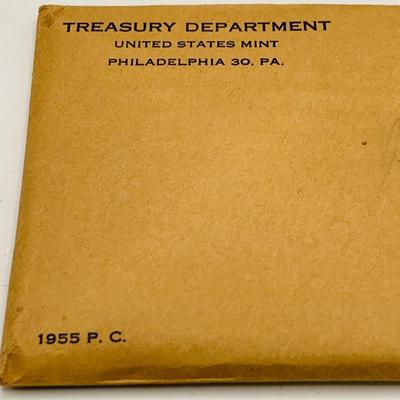 TREASURY DEPARTMENT
UNITED STATES MINT
PHILADELPHIA 30, PA.
1955 P. C.